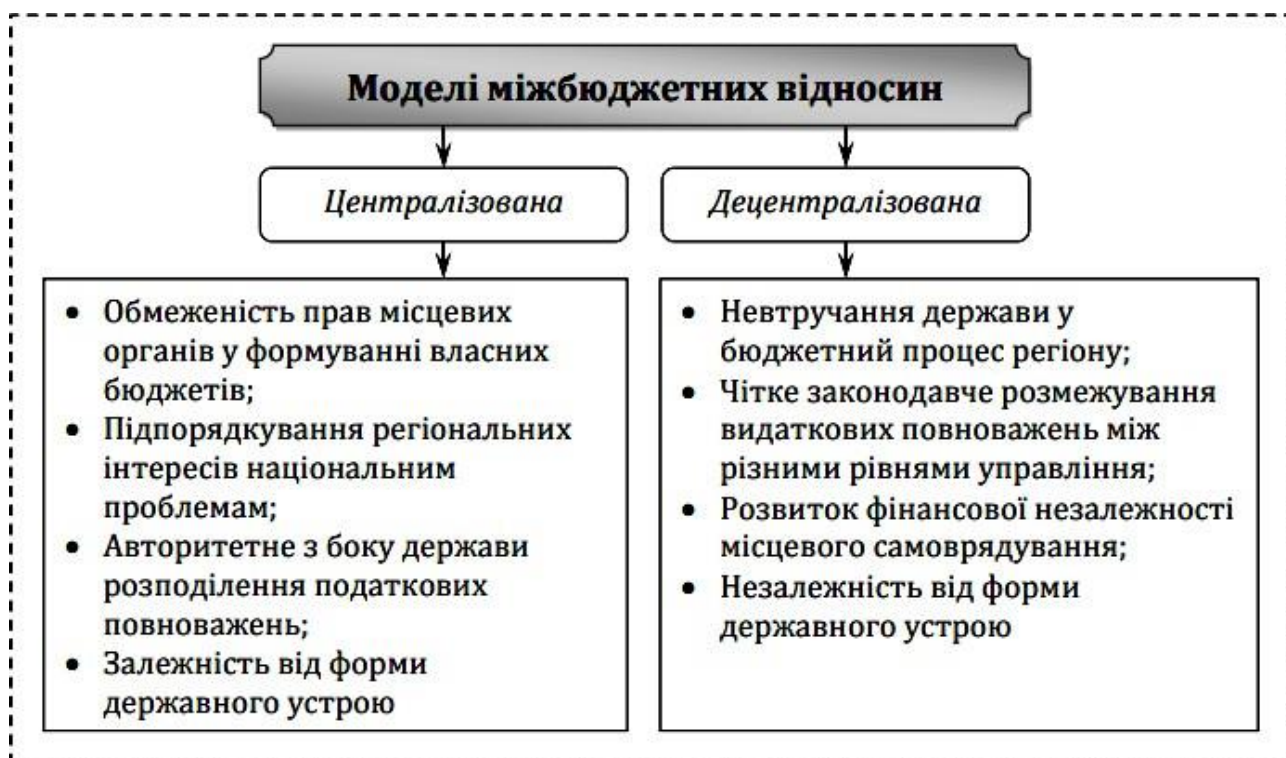 Моделі міжбюджетних відносин
Централізована
Децентралізована
• Обмеженість прав місцевих
органів у формуванні власних
бюджетів;
• Підпорядкування регіональних
інтересів національним
проблемам;
• Авторитетне з боку держави
розподілення податкових
повноважень;
• Залежність від форми
державного устрою
• Невтручання держави у
бюджетний процес регіону;
• Чітке законодавче розмежування
видаткових повноважень між
різними рівнями управління;
• Розвиток фінансової незалежності
місцевого самоврядування;
• Незалежність від форми
державного устрою